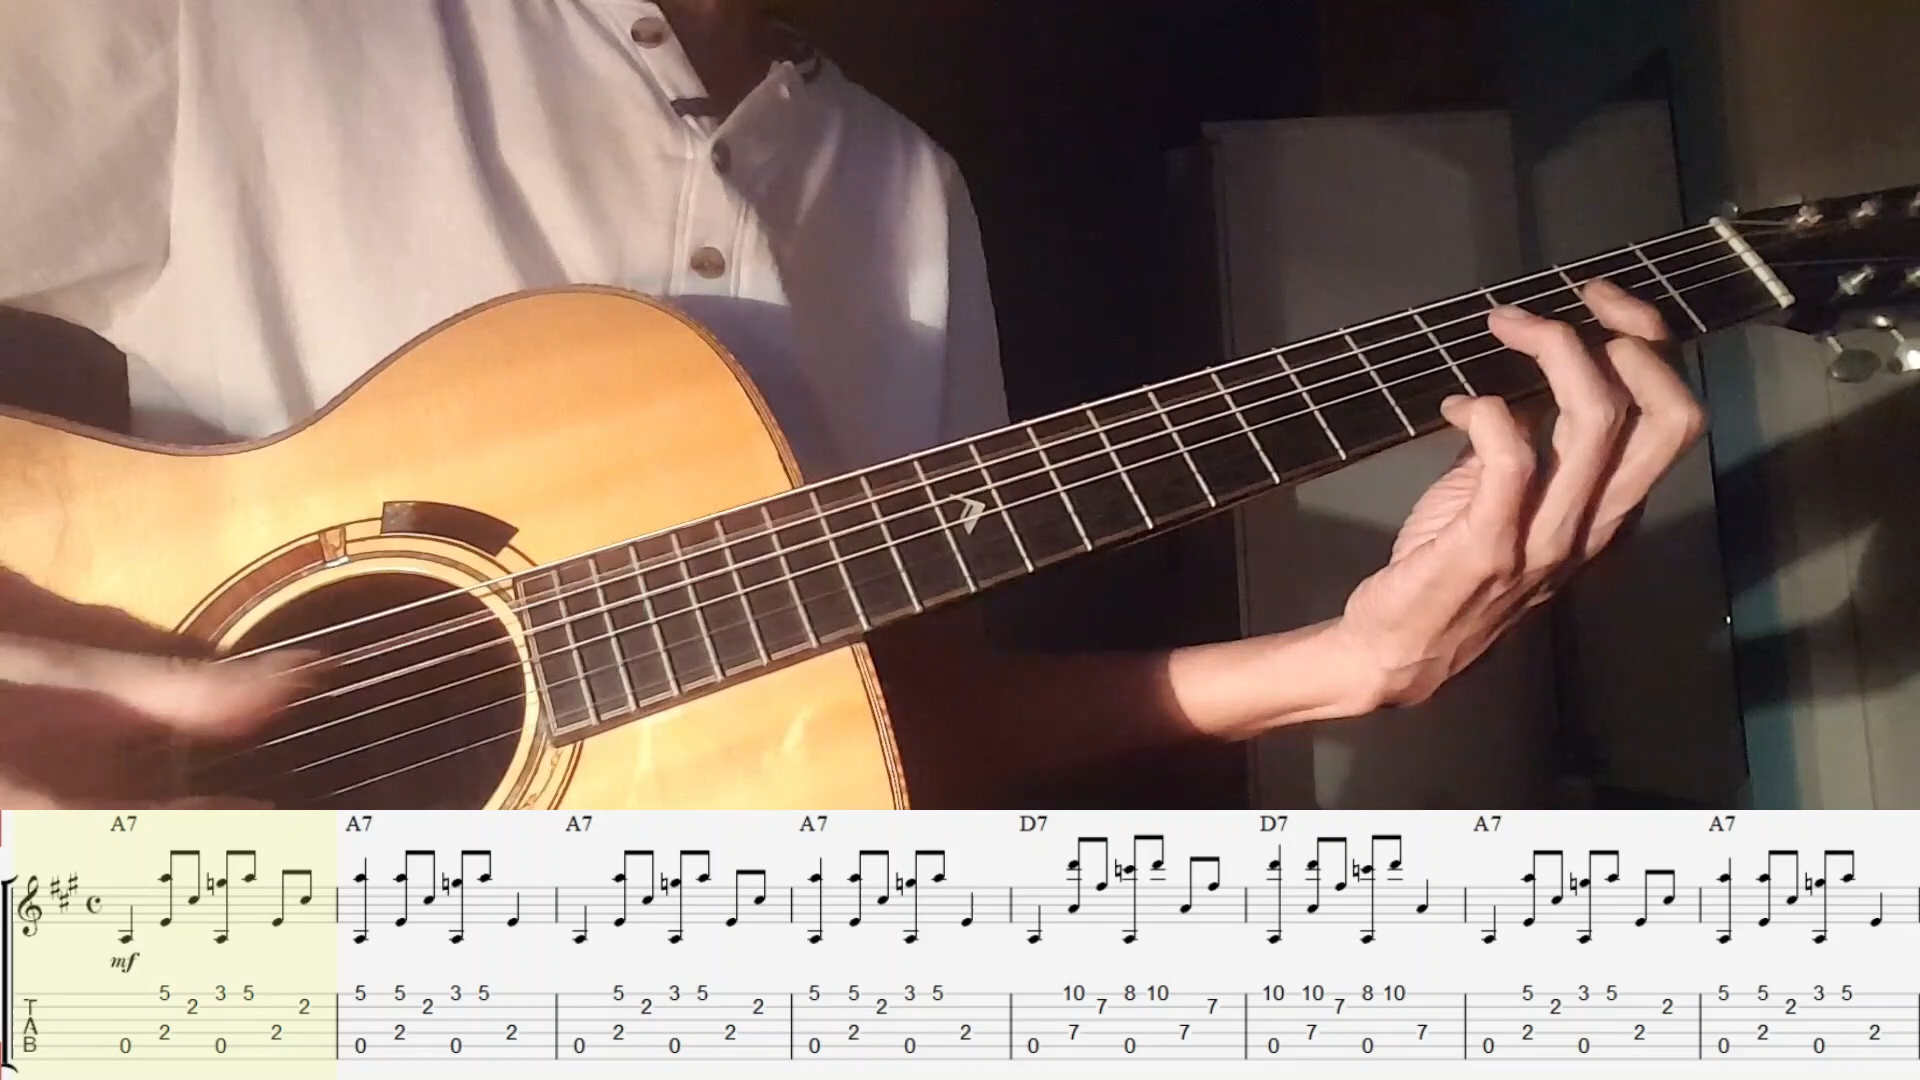 A7 A7 A7 A7 D7 D7 A7 A7
c
mf
5 3 5 5 5 3 5 5 3 5 5 5 3 5 10 8 10 10 10 8 10 5 3 5 5 5 3 5
T 2 2 2 2 2 2 7 7 7 2 2 2
A 2 2 2 2 2 2 2 2 7 7 7 7 2 2 2 2
B 0 0 0 0 0 0 0 0 0 0 0 0 0 0 0 0